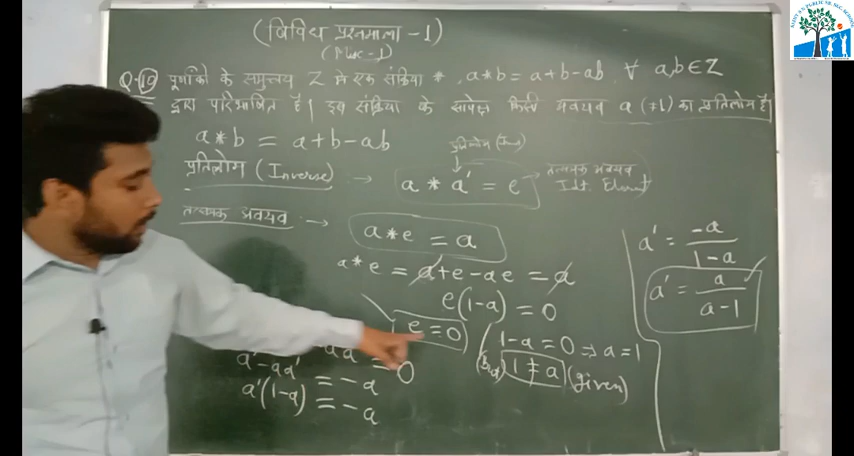 (विविध प्रश्नमाला -1)
(Misc-1)
Q.19 पूर्णांकों के समुच्चय Z में एक संक्रिया *, a*b = a+b-ab, ∀ a,b ∈ Z
द्वारा परिभाषित है। इस संक्रिया के सापेक्ष किसी अवयव a (≠1) का प्रतिलोम है।
a*b = a+b-ab
प्रतिलोम (Inverse) → a * a' = e → तत्समक अवयव
Idt. Element
तत्समक अवयव → a*e = a
a*e = a+e-ae = a
e(1-a) = 0
e=0
1-a=0 ⇒ a=1
1≠a (given)
a'-aa' = -a
a'(1-a) = -a
a' = -a/1-a
a' = a/a-1